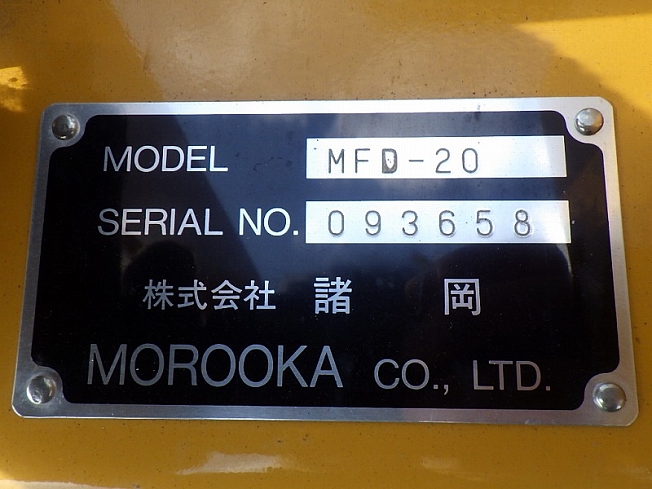 MODEL MFD-20
SERIAL NO. 093658
株式会社 諸 岡
MOROOKA CO., LTD.